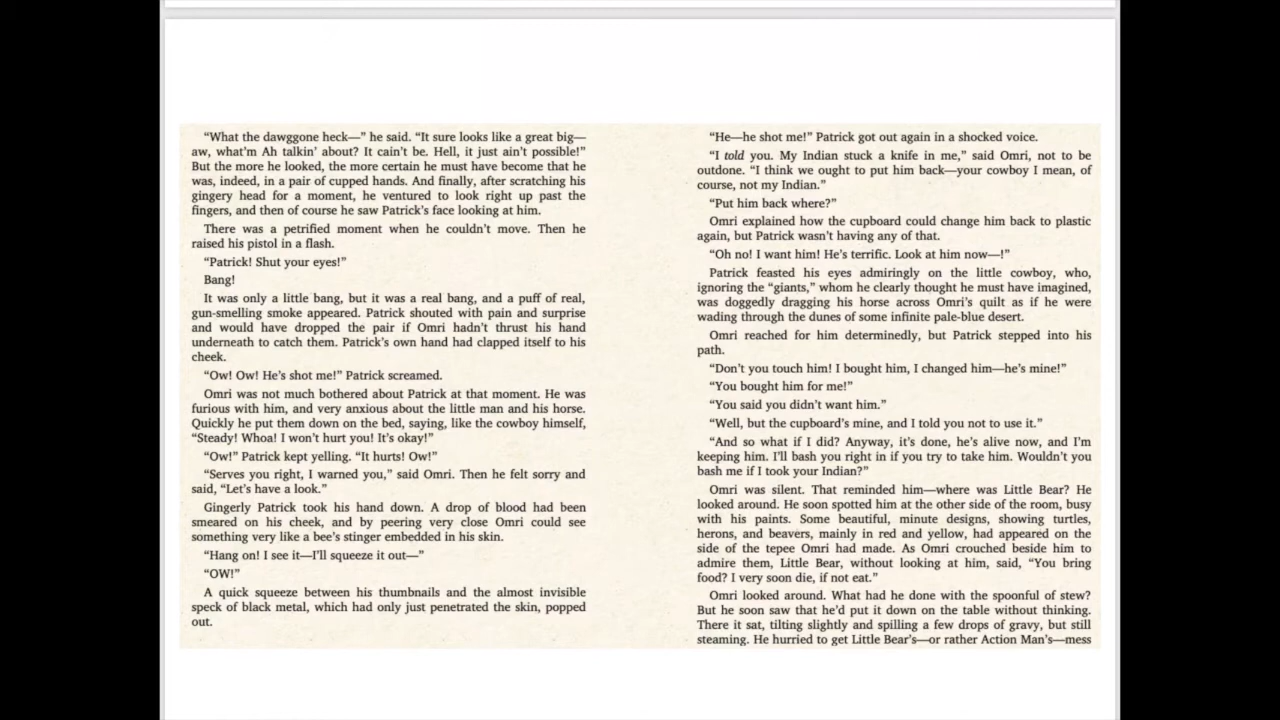 “What the dawggone heck—” he said. “It sure looks like a great big—
aw, what’m Ah talkin’ about? It cain’t be. Hell, it just ain’t possible!”
But the more he looked, the more certain he must have become that he
was, indeed, in a pair of cupped hands. And finally, after scratching his
gingery head for a moment, he ventured to look right up past the
fingers, and then of course he saw Patrick’s face looking at him.
There was a petrified moment when he couldn’t move. Then he
raised his pistol in a flash.
“Patrick! Shut your eyes!”
Bang!
It was only a little bang, but it was a real bang, and a puff of real,
gun-smelling smoke appeared. Patrick shouted with pain and surprise
and would have dropped the pair if Omri hadn’t thrust his hand
underneath to catch them. Patrick’s own hand had clapped itself to his
cheek.
“Ow! Ow! He’s shot me!” Patrick screamed.
Omri was not much bothered about Patrick at that moment. He was
furious with him, and very anxious about the little man and his horse.
Quickly he put them down on the bed, saying, like the cowboy himself,
“Steady! Whoa! I won’t hurt you! It’s okay!”
“Ow!” Patrick kept yelling. “It hurts! Ow!”
“Serves you right, I warned you,” said Omri. Then he felt sorry and
said, “Let’s have a look.”
Gingerly Patrick took his hand down. A drop of blood had been
smeared on his cheek, and by peering very close Omri could see
something very like a bee’s stinger embedded in his skin.
“Hang on! I see it—I’ll squeeze it out—”
“OW!”
A quick squeeze between his thumbnails and the almost invisible
speck of black metal, which had only just penetrated the skin, popped
out.
“He—he shot me!” Patrick got out again in a shocked voice.
“I told you. My Indian stuck a knife in me,” said Omri, not to be
outdone. “I think we ought to put him back—your cowboy I mean, of
course, not my Indian.”
“Put him back where?”
Omri explained how the cupboard could change him back to plastic
again, but Patrick wasn’t having any of that.
“Oh no! I want him! He’s terrific. Look at him now—!”
Patrick feasted his eyes admiringly on the little cowboy, who,
ignoring the “giants,” whom he clearly thought he must have imagined,
was doggedly dragging his horse across Omri’s quilt as if he were
wading through the dunes of some infinite pale-blue desert.
Omri reached for him determinedly, but Patrick stepped into his
path.
“Don’t you touch him! I bought him, I changed him—he’s mine!”
“You bought him for me!”
“You said you didn’t want him.”
“Well, but the cupboard’s mine, and I told you not to use it.”
“And so what if I did? Anyway, it’s done, he’s alive now, and I’m
keeping him. I’ll bash you right in if you try to take him. Wouldn’t you
bash me if I took your Indian?”
Omri was silent. That reminded him—where was Little Bear? He
looked around. He soon spotted him at the other side of the room, busy
with his paints. Some beautiful, minute designs, showing turtles,
herons, and beavers, mainly in red and yellow, had appeared on the
side of the tepee Omri had made. As Omri crouched beside him to
admire them, Little Bear, without looking at him, said, “You bring
food? I very soon die, if not eat.”
Omri looked around. What had he done with the spoonful of stew?
But he soon saw that he’d put it down on the table without thinking.
There it sat, tilting slightly and spilling a few drops of gravy, but still
steaming. He hurried to get Little Bear’s—or rather Action Man’s—mess